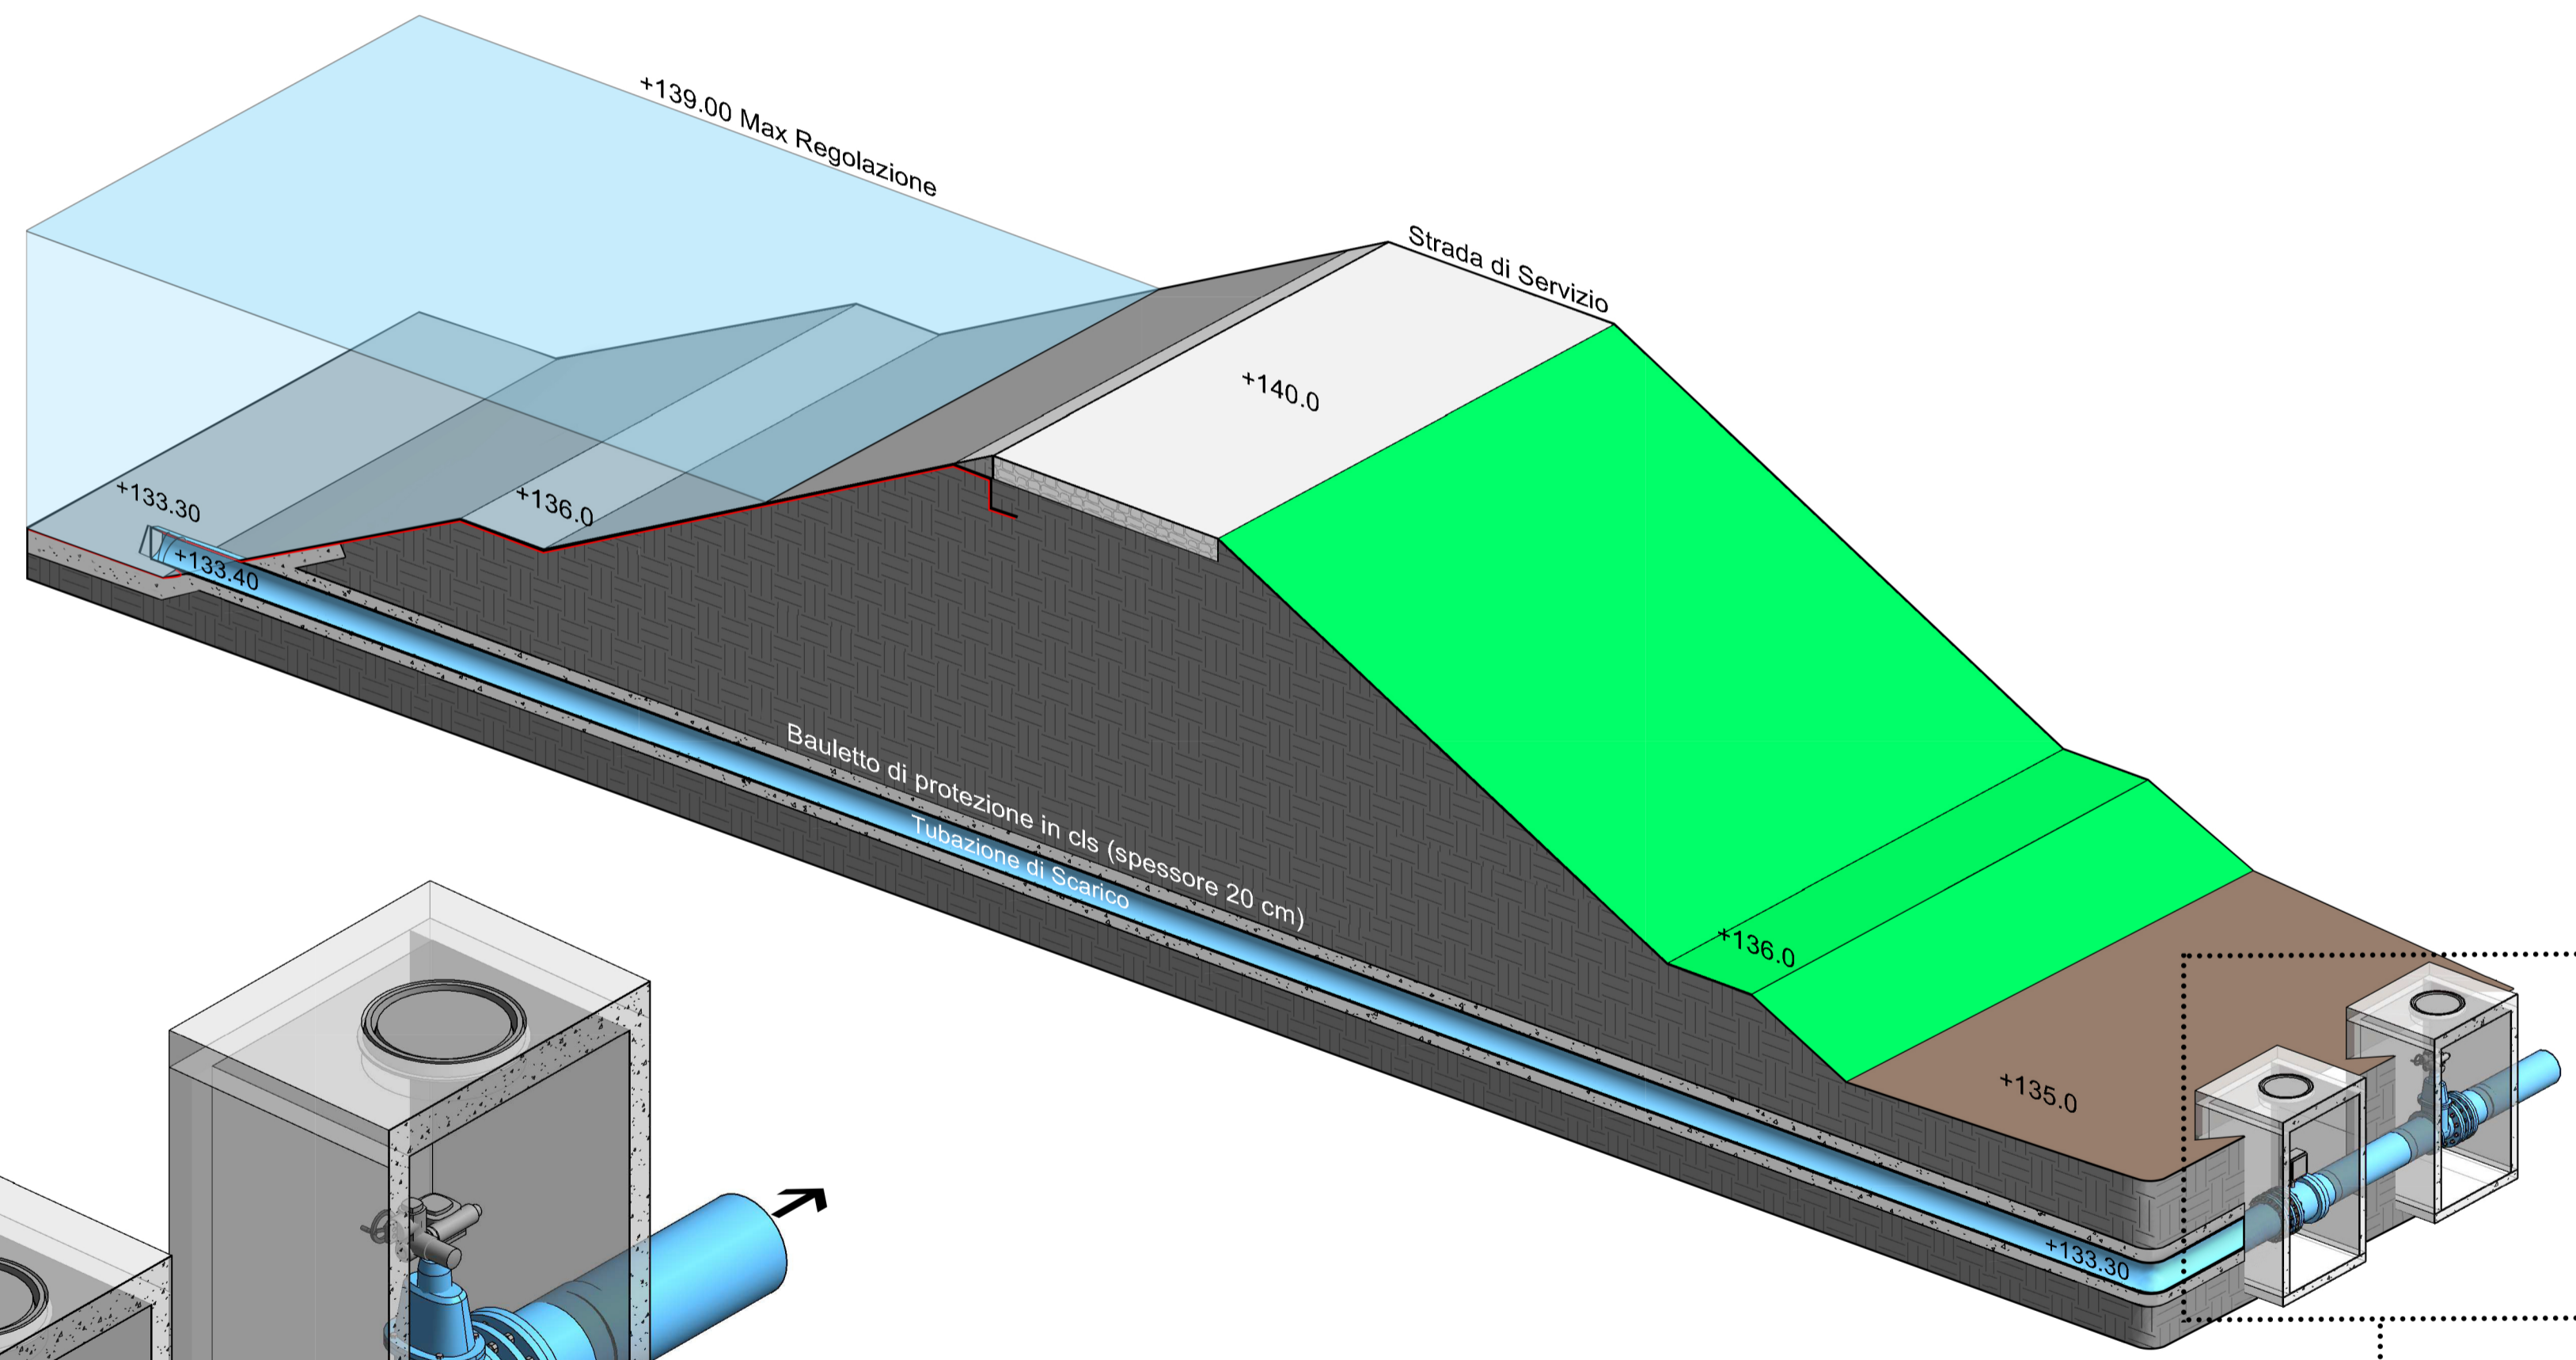 +139.00 Max Regolazione
Strada di Servizio
+140.0
+133.30
+136.0
+133.40
Bauletto di protezione in cls (spessore 20 cm)
Tubazione di Scarico
+136.0
+135.0
+133.30